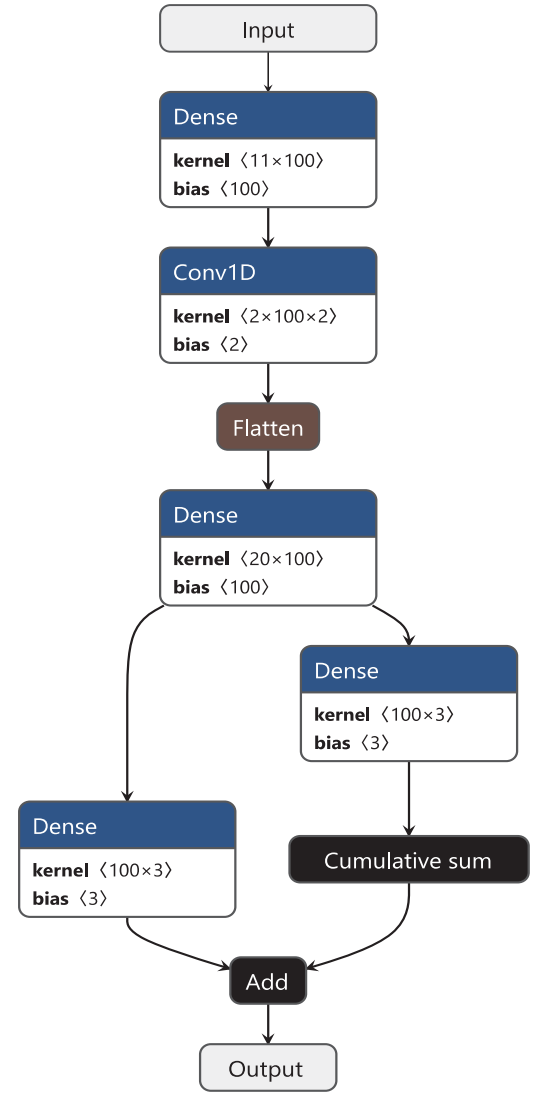 Input
Dense
kernel 〈11×100〉
bias 〈100〉
Conv1D
kernel 〈2×100×2〉
bias 〈2〉
Flatten
Dense
kernel 〈20×100〉
bias 〈100〉
Dense
kernel 〈100×3〉
bias 〈3〉
Dense
kernel 〈100×3〉
bias 〈3〉
Cumulative sum
Add
Output